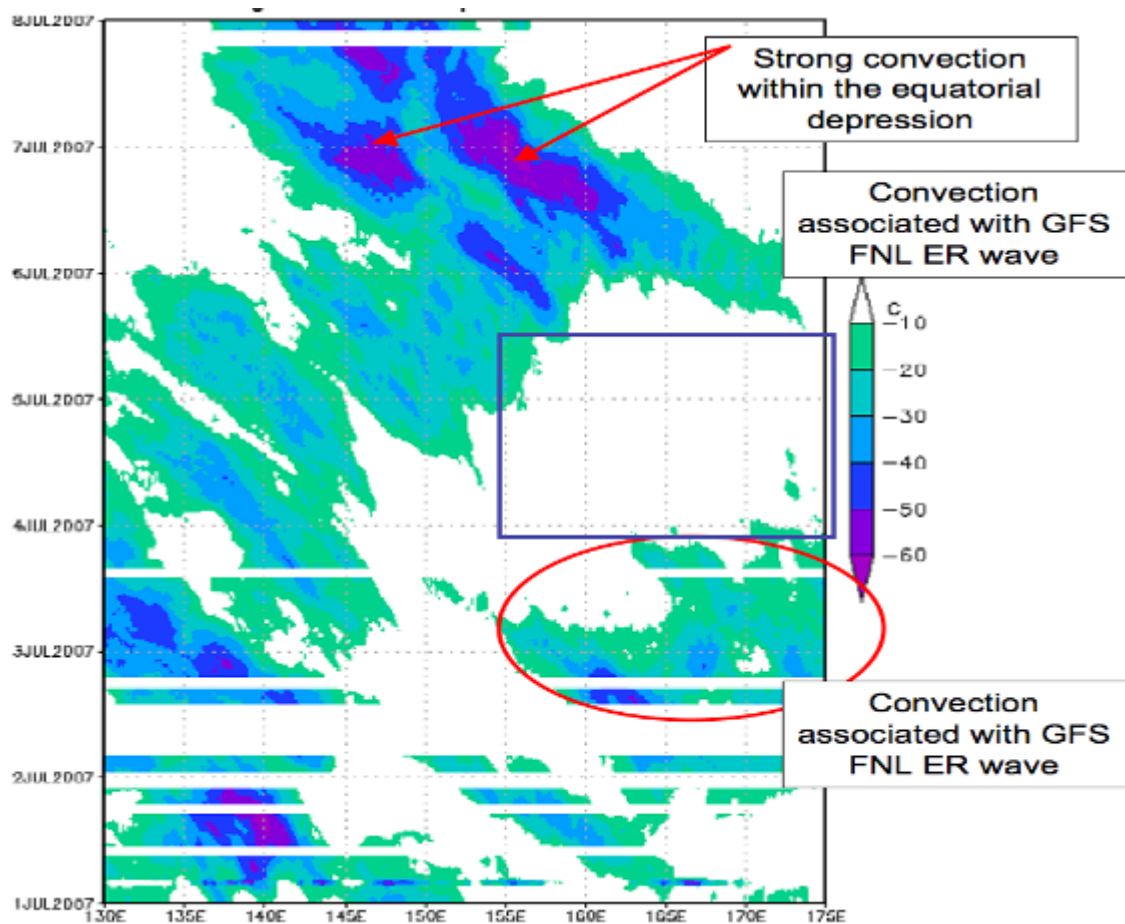 8JUL2007
Strong convection
within the equatorial
depression
7JUL2007
Convection
associated with GFS
FNL ER wave
6JUL2007
C
-10
-20
-30
-40
-50
-60
5JUL2007
4JUL2007
3JUL2007
Convection
associated with GFS
FNL ER wave
2JUL2007
1JUL2007
130E 135E 140E 145E 150E 155E 160E 165E 170E 175E